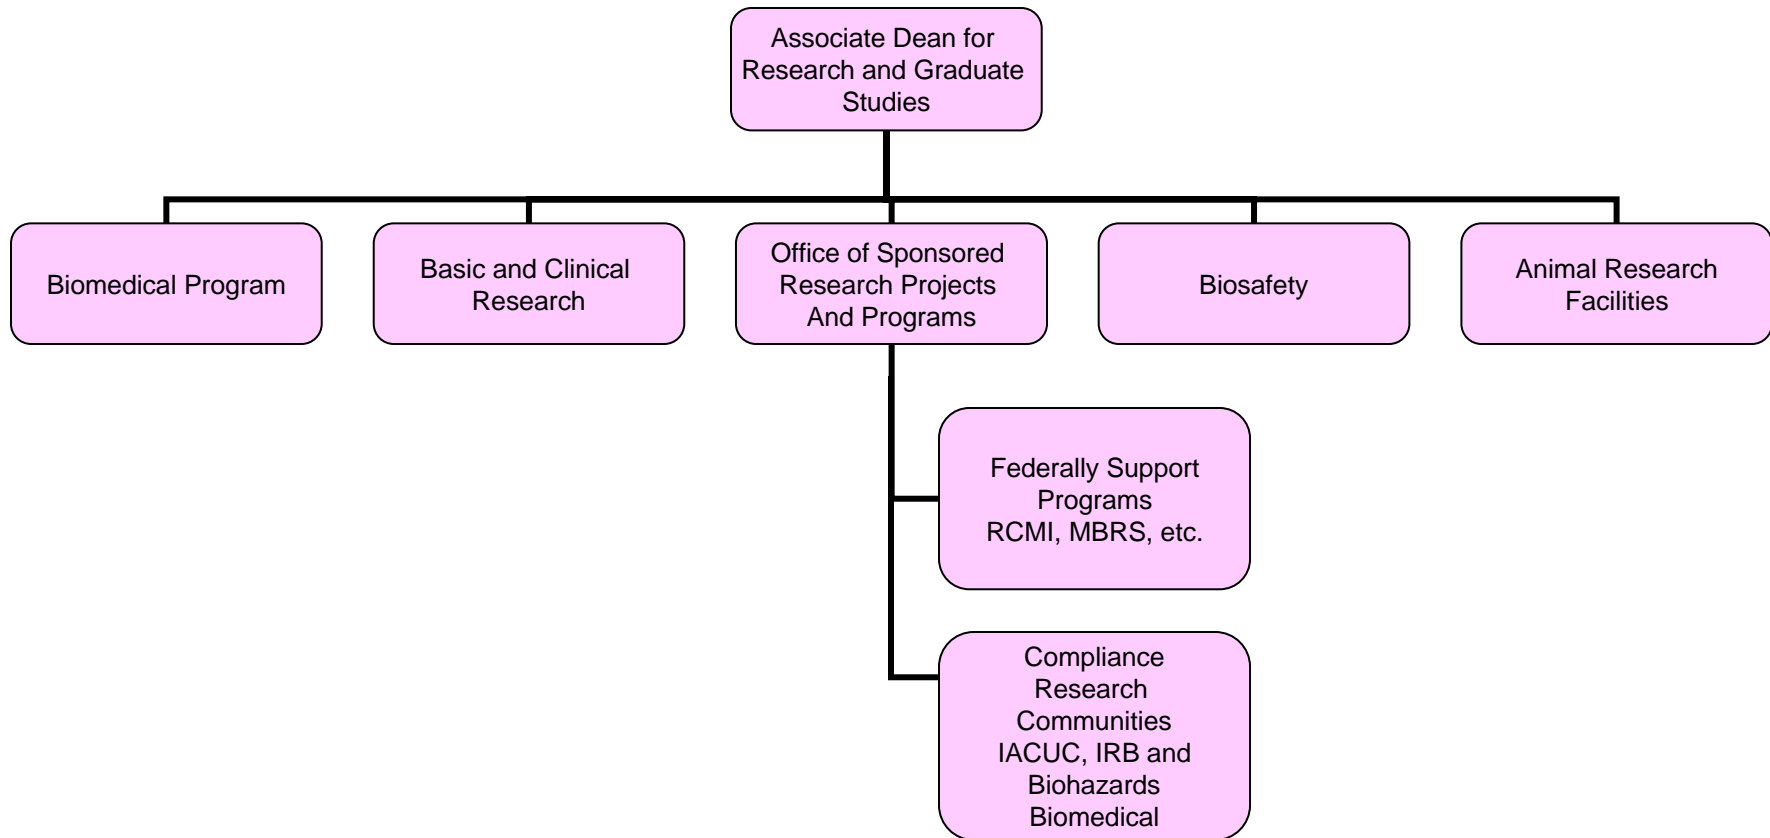 Associate Dean for
Research and Graduate
Studies
Biomedical Program
Basic and Clinical
Research
Office of Sponsored
Research Projects
And Programs
Biosafety
Animal Research
Facilities
Federally Support
Programs
RCMI, MBRS, etc.
Compliance
Research
Communities
IACUC, IRB and
Biohazards
Biomedical